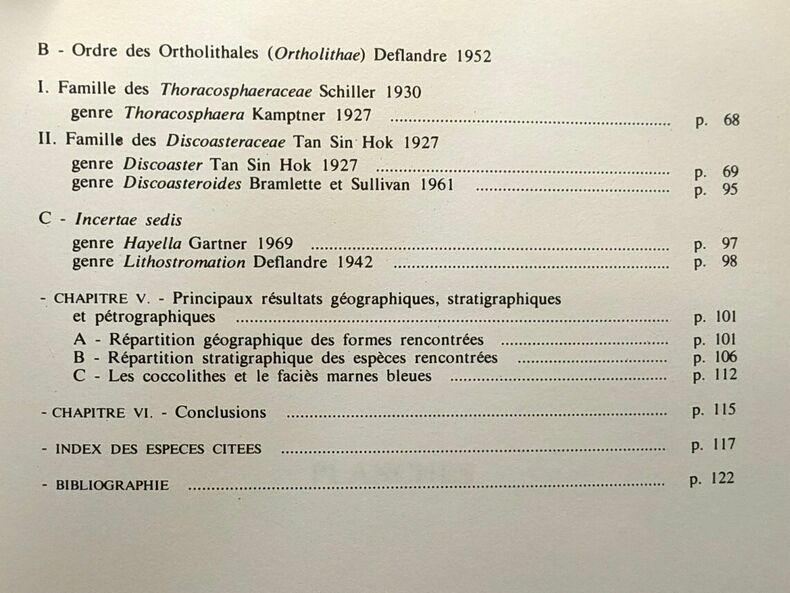 B - Ordre des Ortholithales (Ortholithae) Deflandre 1952
I. Famille des Thoracosphaeraceae Schiller 1930
genre Thoracosphaera Kamptner 1927 ........................................ p. 68
II. Famille des Discoasteraceae Tan Sin Hok 1927
genre Discoaster Tan Sin Hok 1927 ........................................ p. 69
genre Discoasteroides Bramlette et Sullivan 1961 ........................................ p. 95
C - Incertae sedis
genre Hayella Gartner 1969 ........................................ p. 97
genre Lithostromation Deflandre 1942 ........................................ p. 98
- CHAPITRE V. - Principaux résultats géographiques, stratigraphiques
et pétrographiques ........................................ p. 101
A - Répartition géographique des formes rencontrées ........................................ p. 101
B - Répartition stratigraphique des espèces rencontrées ........................................ p. 106
C - Les coccolithes et le faciès marnes bleues ........................................ p. 112
- CHAPITRE VI. - Conclusions ........................................ p. 115
- INDEX DES ESPECES CITEES ........................................ p. 117
- BIBLIOGRAPHIE ........................................ p. 122